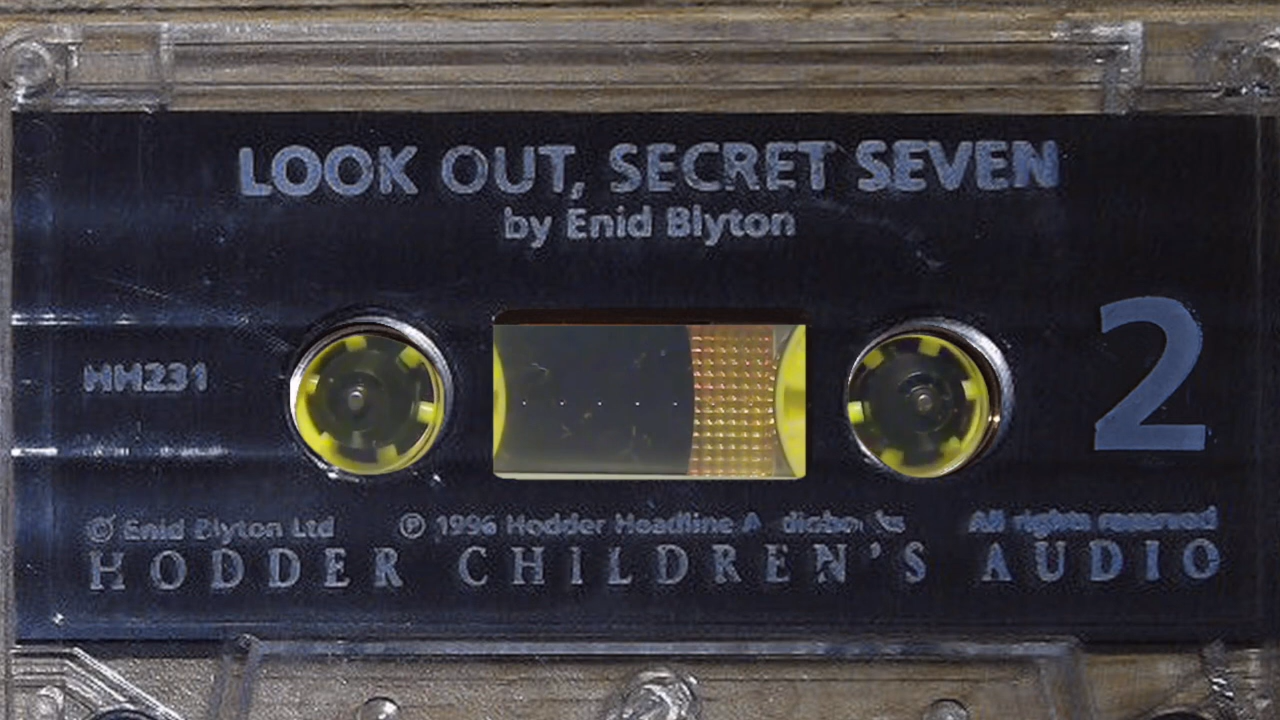 LOOK OUT, SECRET SEVEN
by Enid Blyton
2
HH231
© Enid Blyton Ltd ℗ 1996 Hodder Headline All rights reserved
HODDER CHILDREN'S AUDIO